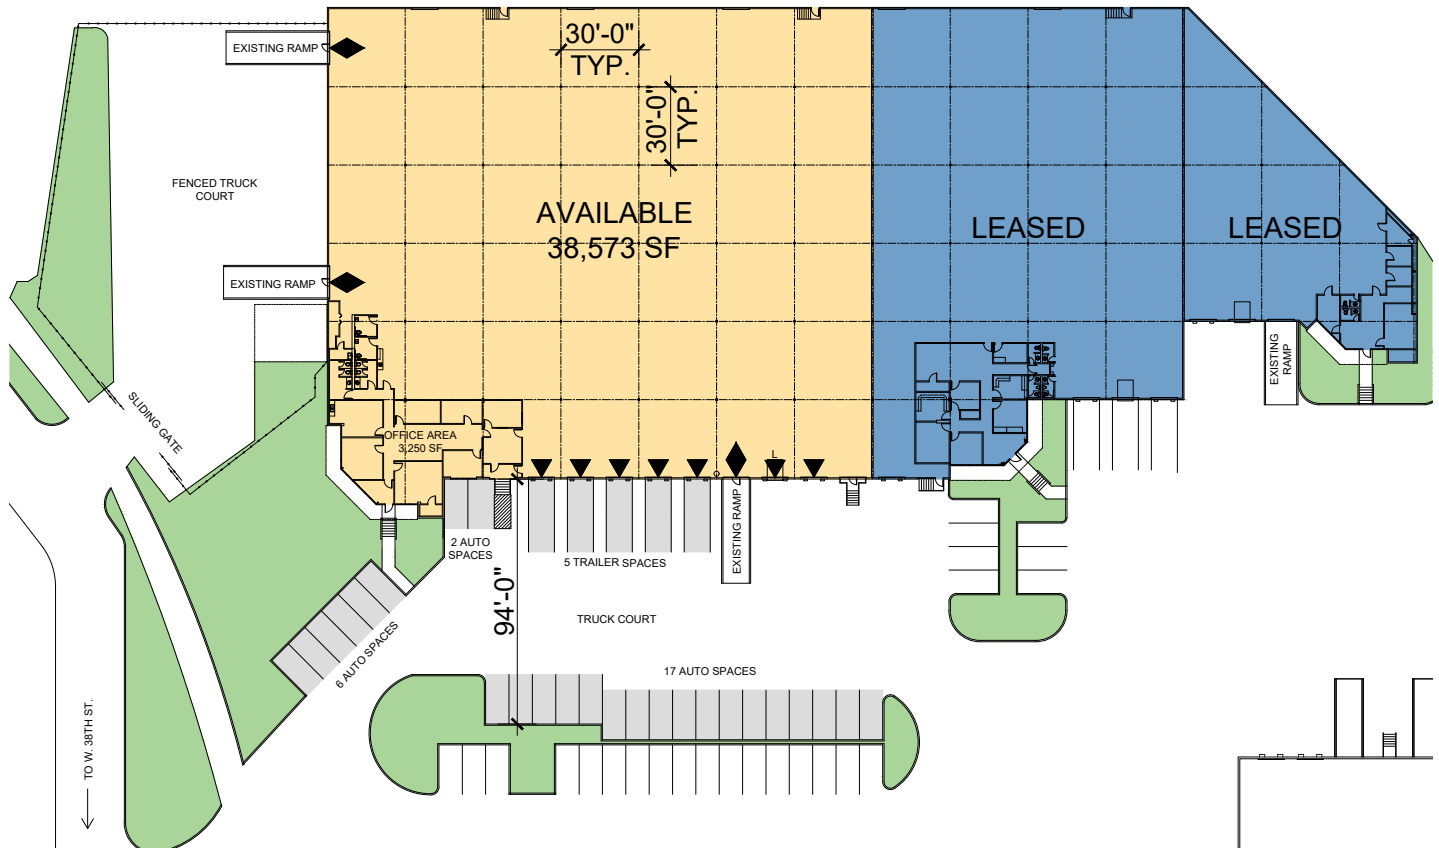 30'-0"
TYP.
EXISTING RAMP
30'-0"
TYP.
FENCED TRUCK
COURT
AVAILABLE
38,573 SF
LEASED
LEASED
EXISTING RAMP
EXISTING
RAMP
SLIDING GATE
OFFICE AREA
3,250 SF
L
2 AUTO
SPACES
5 TRAILER SPACES
EXISTING RAMP
94'-0"
TRUCK COURT
6 AUTO SPACES
17 AUTO SPACES
TO W. 38TH ST.